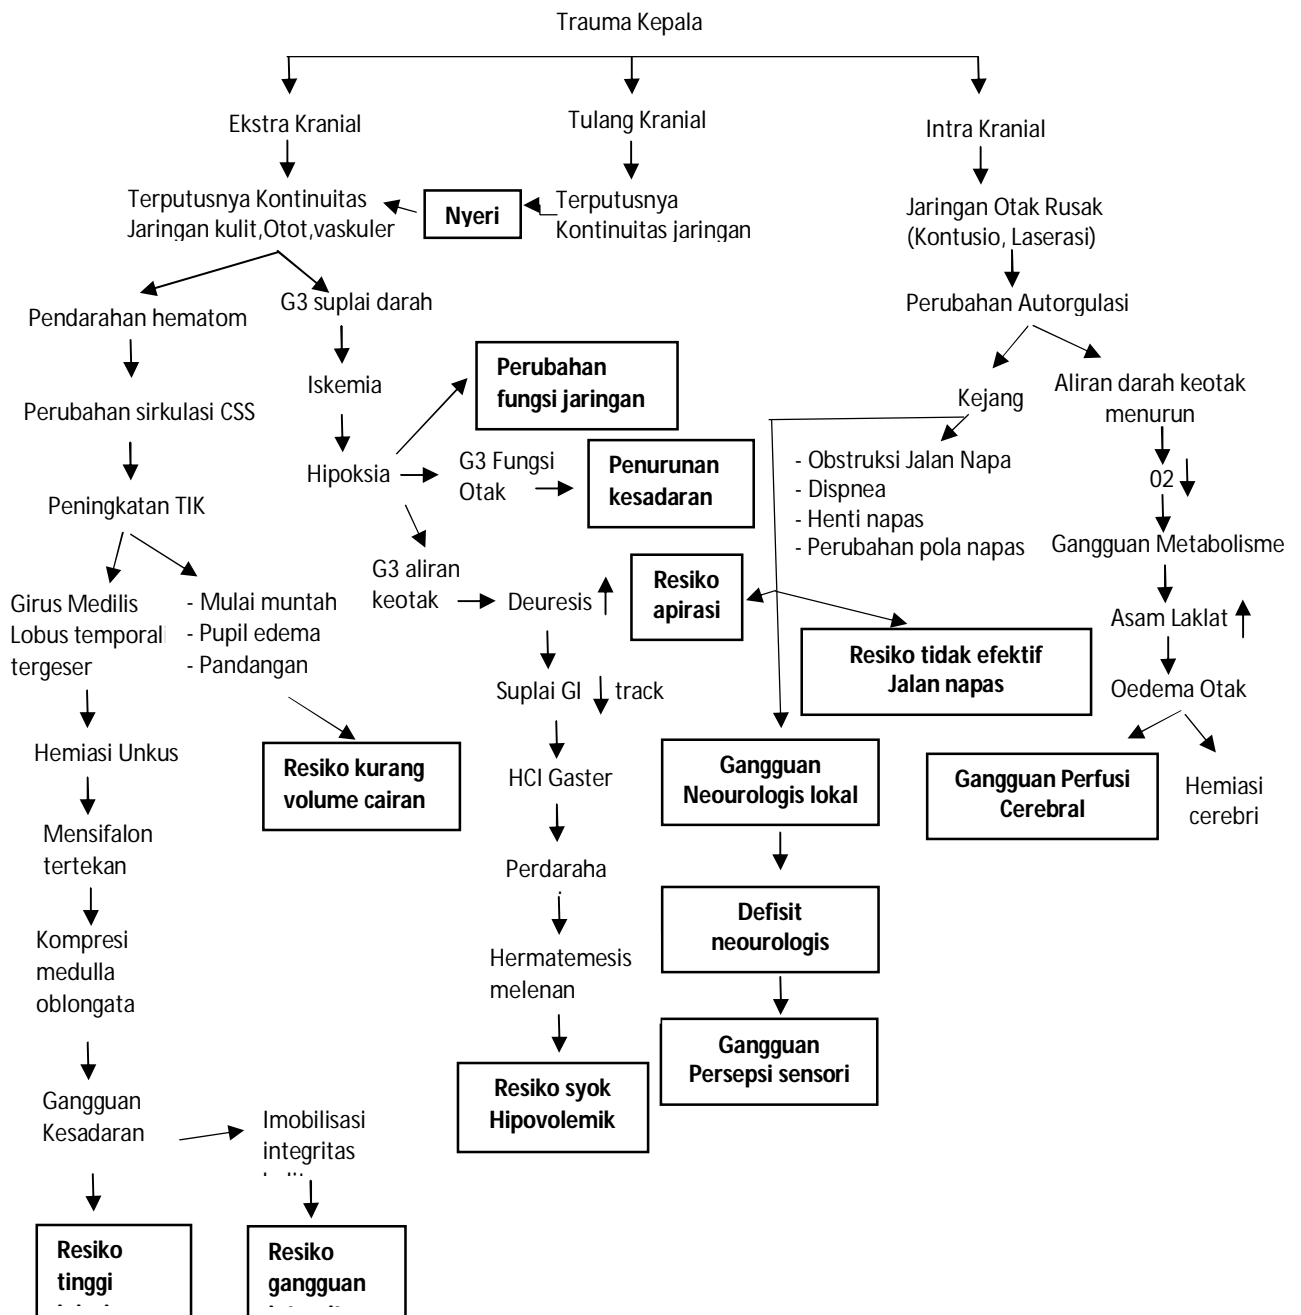 Trauma Kepala
Ekstra Kranial
Tulang Kranial
Intra Kranial
Terputusnya Kontinuitas
Jaringan kulit,Otot,vaskuler
Nyeri
Terputusnya
Kontinuitas jaringan
Jaringan Otak Rusak
(Kontusio, Laserasi)
Pendarahan hematom
G3 suplai darah
Perubahan Autorgulasi
Perubahan sirkulasi CSS
Iskemia
Perubahan
fungsi jaringan
Kejang
Aliran darah keotak
menurun
Peningkatan TIK
Hipoksia
G3 Fungsi
Otak
Penurunan
kesadaran
- Obstruksi Jalan Napa
- Dispnea
- Henti napas
- Perubahan pola napas
02
Gangguan Metabolisme
Girus Medilis
Lobus temporali
tergeser
- Mulai muntah
- Pupil edema
- Pandangan
G3 aliran
keotak
Deuresis
Resiko
apirasi
Resiko tidak efektif
Jalan napas
Asam Laklat
Oedema Otak
Suplai GI track
Hemiasi Unkus
Resiko kurang
volume cairan
HCl Gaster
Gangguan
Neourologis lokal
Gangguan Perfusi
Cerebral
Hemiasi
cerebri
Mensifalon
tertekan
Perdaraha
Defisit
neourologis
Kompresi
medulla
oblongata
Hermatemesis
melenan
Gangguan
Persepsi sensori
Resiko syok
Hipovolemik
Gangguan
Kesadaran
Imobilisasi
integritas
Resiko
tinggi
Resiko
gangguan